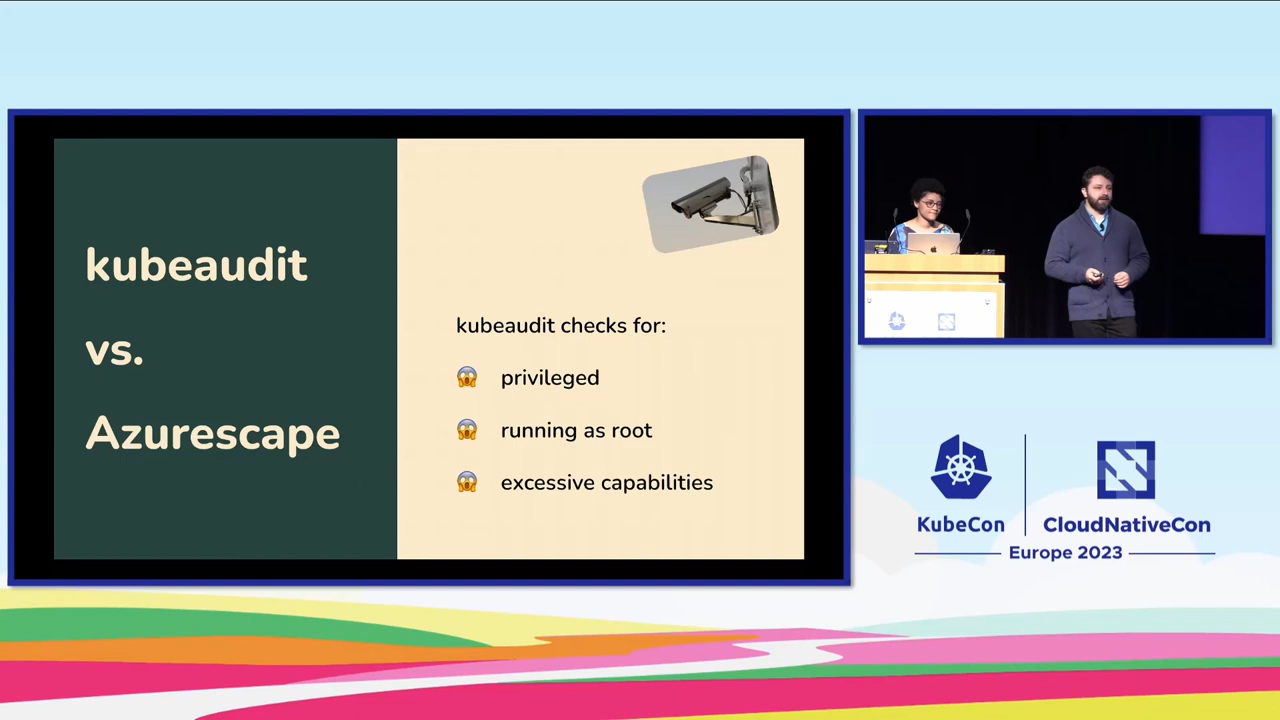 kubeaudit
vs.
Azurescape
kubeaudit checks for:
😱 privileged
😱 running as root
😱 excessive capabilities
KubeCon
CloudNativeCon
Europe 2023